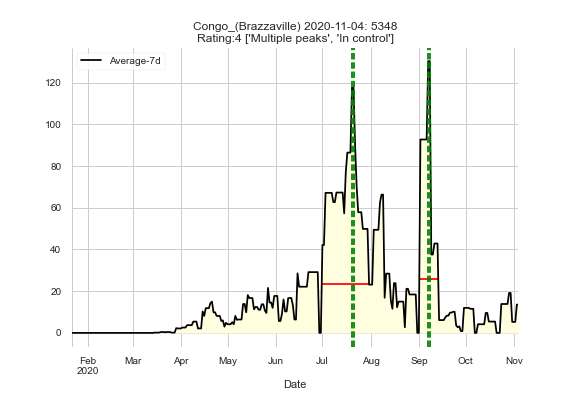 Congo_(Brazzaville) 2020-11-04: 5348
Rating:4 ['Multiple peaks', 'In control']
Average-7d
120
100
80
60
40
20
0
Feb Mar Apr May Jun Jul Aug Sep Oct Nov
2020
Date